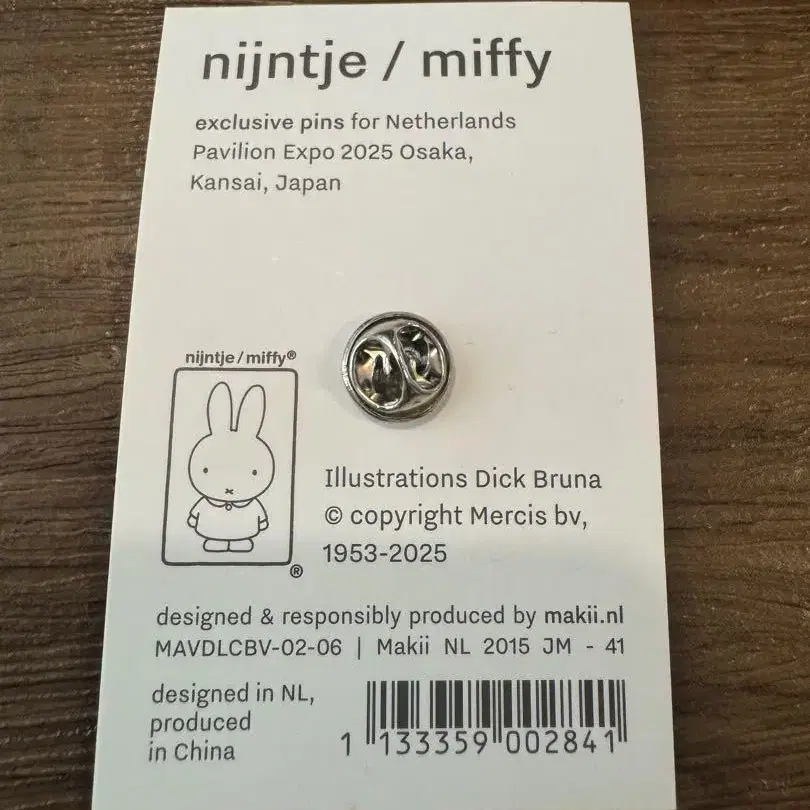 nijntje / miffy
exclusive pins for Netherlands
Pavilion Expo 2025 Osaka,
Kansai, Japan
nijntje / miffy®
®
Illustrations Dick Bruna
© copyright Mercis bv,
1953-2025
designed & responsibly produced by makii.nl
MAVDLCBV-02-06 | Makii NL 2015 JM - 41
designed in NL,
produced
in China
1 133359 002841